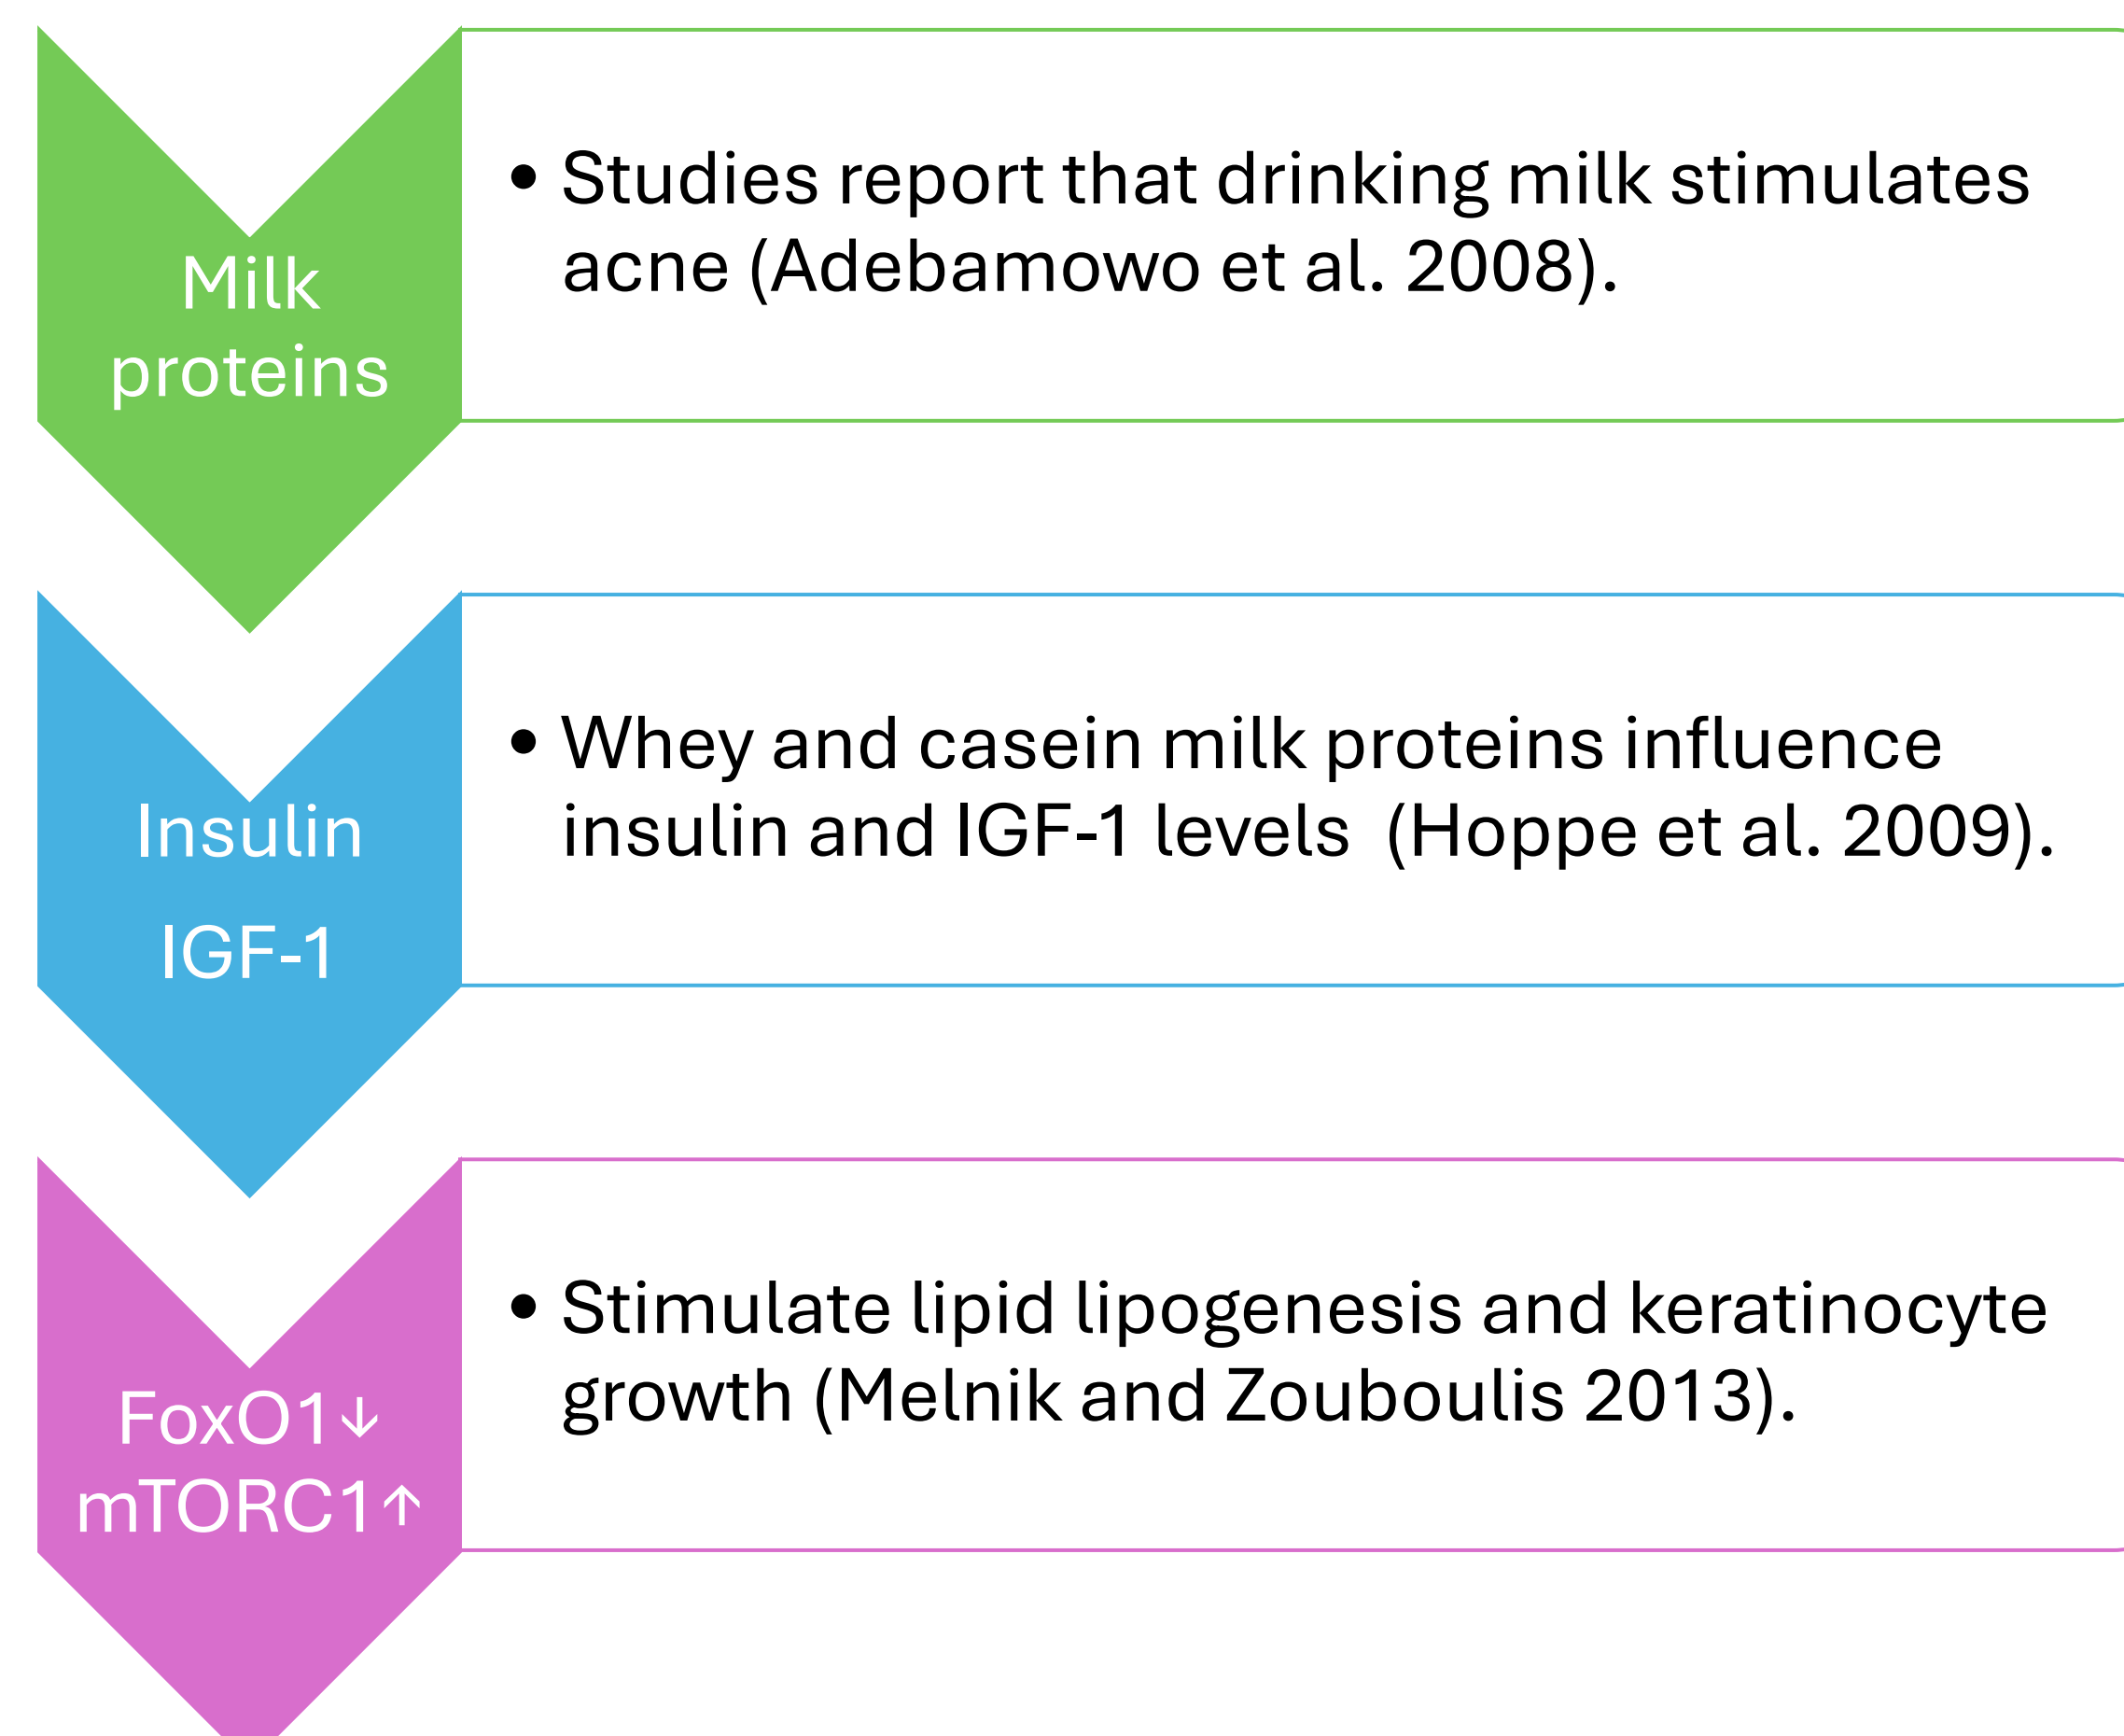 Milk
proteins
• Studies report that drinking milk stimulates
acne (Adebamowo et al. 2008).
Insulin
IGF-1
• Whey and casein milk proteins influence
insulin and IGF-1 levels  (Hoppe et al. 2009).
FoxO1↓
mTORC1↑
• Stimulate lipid lipogenesis and keratinocyte
growth (Melnik and Zouboulis 2013).